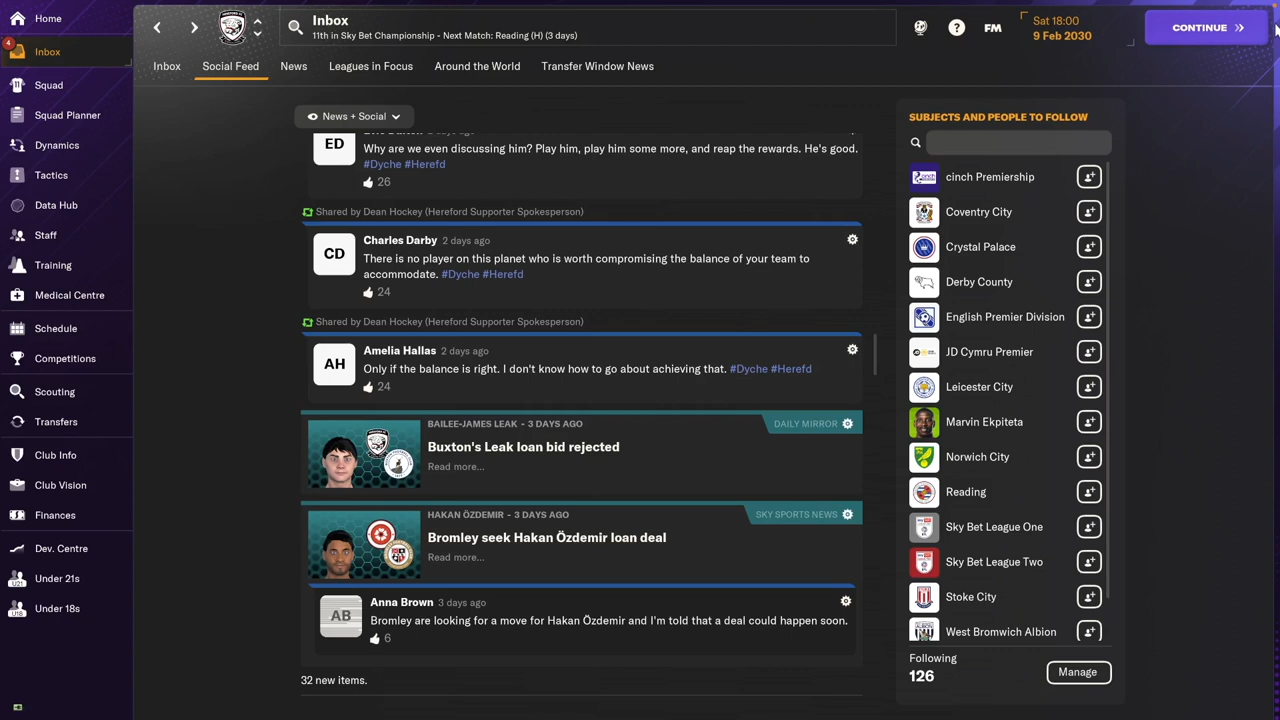 Home
Inbox
11th in Sky Bet Championship - Next Match: Reading (H) (3 days)
FM
Sat 18:00
9 Feb 2030
CONTINUE
4
Inbox
Squad
Squad Planner
Dynamics
Tactics
Data Hub
Staff
Training
Medical Centre
Schedule
Competitions
Scouting
Transfers
Club Info
Club Vision
Finances
Dev. Centre
U21
Under 21s
U18
Under 18s
Inbox
Social Feed
News
Leagues in Focus
Around the World
Transfer Window News
News + Social
ED
Why are we even discussing him? Play him, play him some more, and reap the rewards. He's good.
#Dyche #Herefd
26
Shared by Dean Hockey (Hereford Supporter Spokesperson)
CD
Charles Darby 2 days ago
There is no player on this planet who is worth compromising the balance of your team to
accommodate. #Dyche #Herefd
24
Shared by Dean Hockey (Hereford Supporter Spokesperson)
AH
Amelia Hallas 2 days ago
Only if the balance is right. I don't know how to go about achieving that. #Dyche #Herefd
24
BAILEE-JAMES LEAK - 3 DAYS AGO
DAILY MIRROR
Buxton's Leak loan bid rejected
Read more...
HAKAN ÖZDEMIR - 3 DAYS AGO
SKY SPORTS NEWS
Bromley seek Hakan Özdemir loan deal
Read more...
AB
Anna Brown 3 days ago
Bromley are looking for a move for Hakan Özdemir and I'm told that a deal could happen soon.
6
32 new items.
SUBJECTS AND PEOPLE TO FOLLOW
cinch Premiership
Coventry City
Crystal Palace
Derby County
English Premier Division
JD Cymru Premier
Leicester City
Marvin Ekpiteta
Norwich City
Reading
Sky Bet League One
Sky Bet League Two
Stoke City
West Bromwich Albion
Following
126
Manage